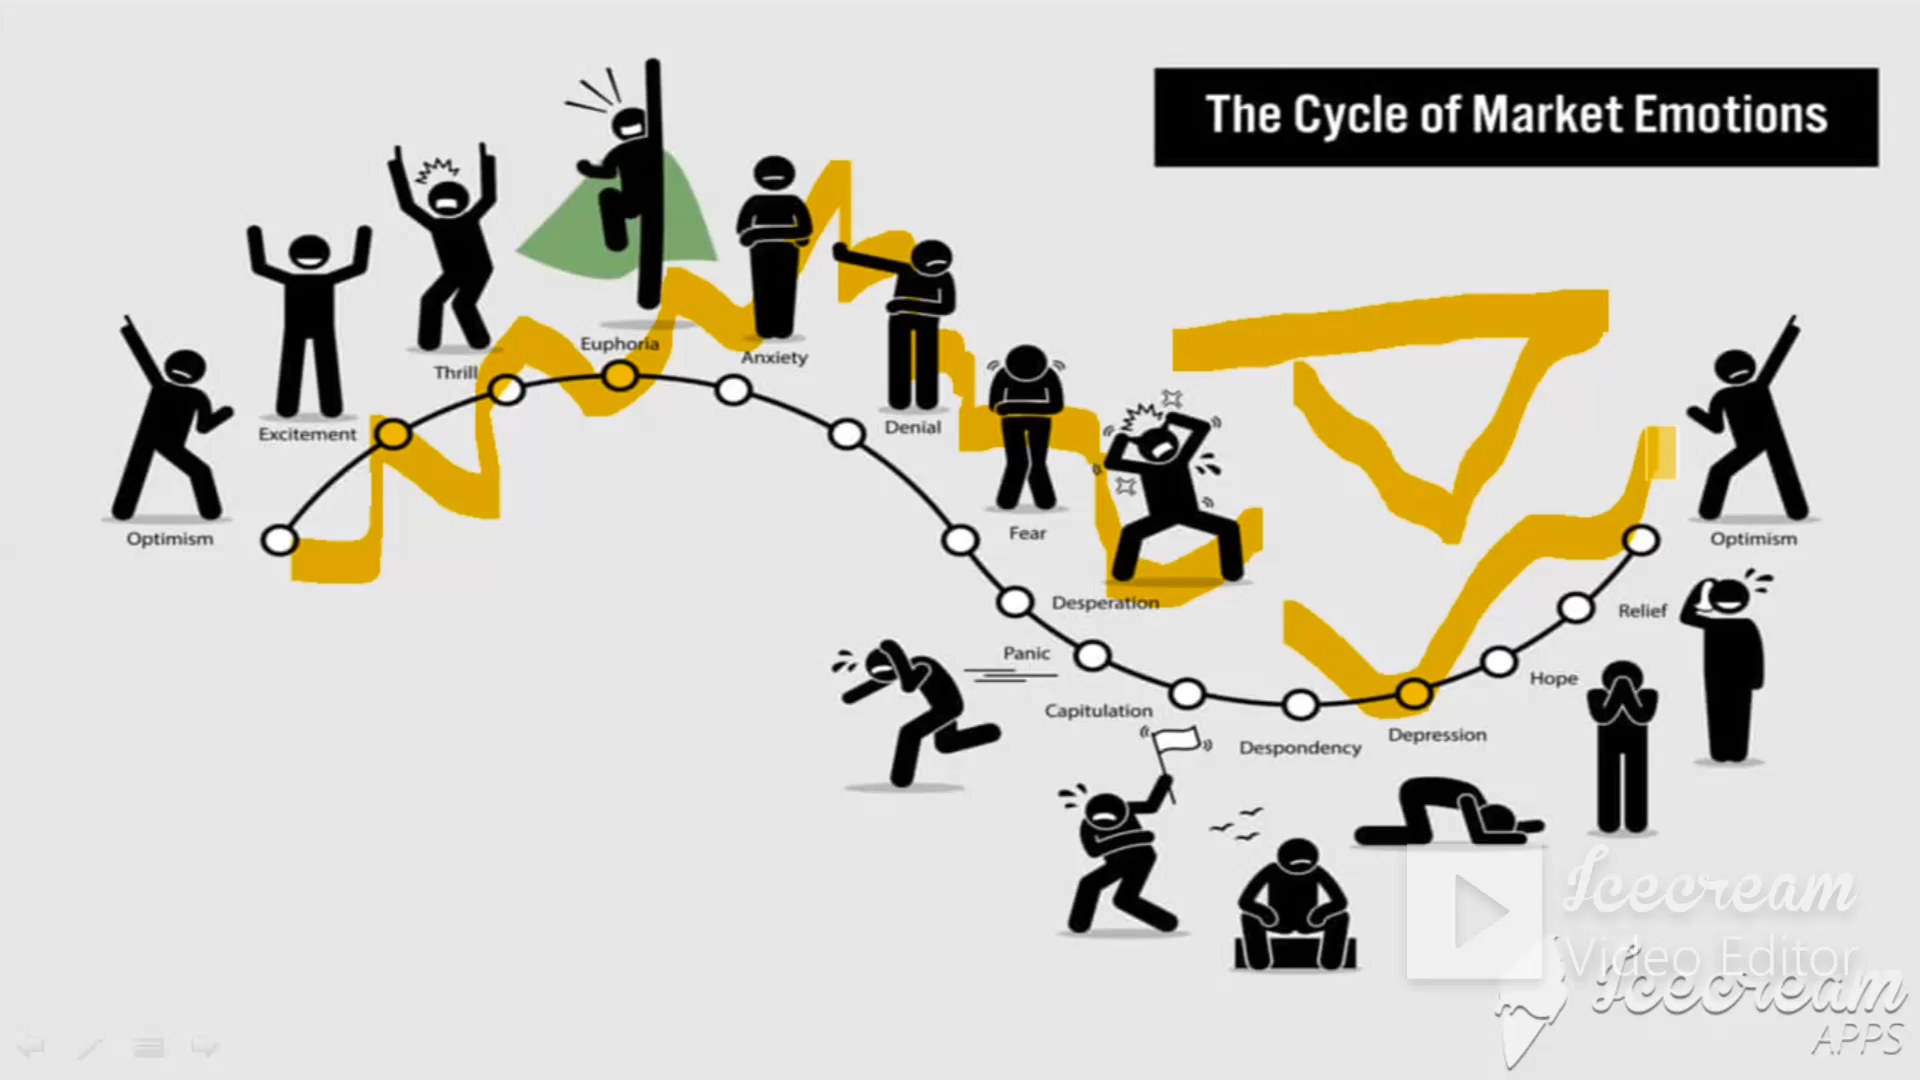 The Cycle of Market Emotions
Euphoria
Anxiety
Thrill
Denial
Excitement
Fear
Optimism
Optimism
Desperation
Relief
Panic
Hope
Capitulation
Depression
Despondency
Icecream
Video Editor
Icecream
APPS